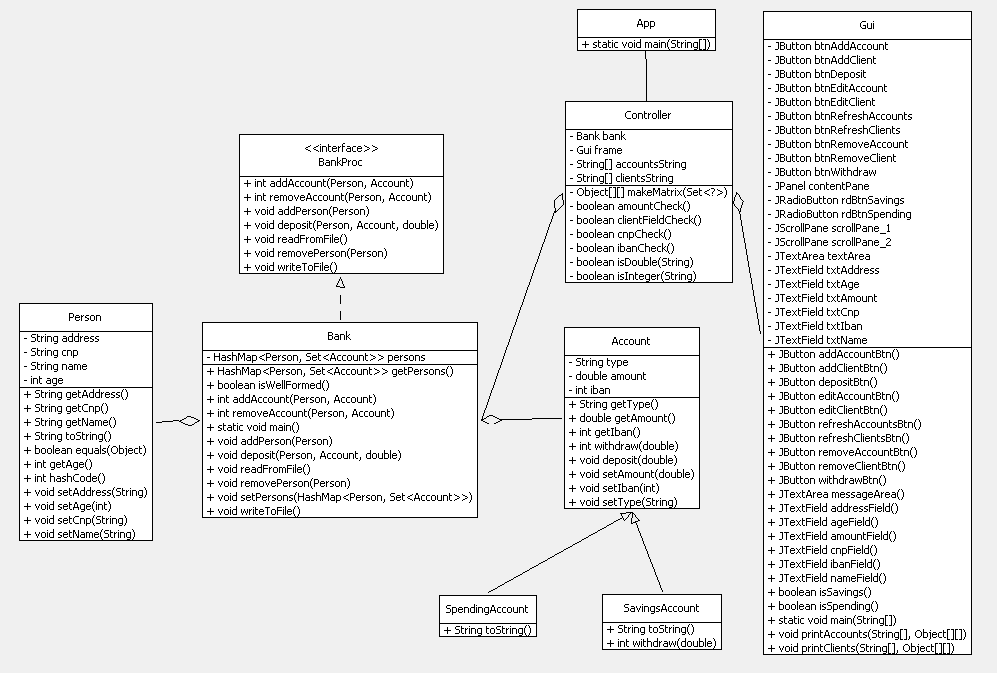 App
+ static void main(String[])
Gui
- JButton btnAddAccount
- JButton btnAddClient
- JButton btnDeposit
- JButton btnEditAccount
- JButton btnEditClient
- JButton btnRefreshAccounts
- JButton btnRefreshClients
- JButton btnRemoveAccount
- JButton btnRemoveClient
- JButton btnWithdraw
- JPanel contentPane
- JRadioButton rdBtnSavings
- JRadioButton rdBtnSpending
- JScrollPane scrollPane_1
- JScrollPane scrollPane_2
- JTextArea textArea
- JTextField txtAddress
- JTextField txtAge
- JTextField txtAmount
- JTextField txtCnp
- JTextField txtIban
- JTextField txtName
+ JButton addAccountBtn()
+ JButton addClientBtn()
+ JButton depositBtn()
+ JButton editAccountBtn()
+ JButton editClientBtn()
+ JButton refreshAccountsBtn()
+ JButton refreshClientsBtn()
+ JButton removeAccountBtn()
+ JButton removeClientBtn()
+ JButton withdrawBtn()
+ JTextArea messageArea()
+ JTextField addressField()
+ JTextField ageField()
+ JTextField amountField()
+ JTextField cnpField()
+ JTextField ibanField()
+ JTextField nameField()
+ boolean isSavings()
+ boolean isSpending()
+ static void main(String[])
+ void printAccounts(String[], Object[][])
+ void printClients(String[], Object[][])
Controller
- Bank bank
- Gui frame
- String[] accountsString
- String[] clientsString
- Object[][] makeMatrix(Set<?>)
- boolean amountCheck()
- boolean clientFieldCheck()
- boolean cnpCheck()
- boolean ibanCheck()
- boolean isDouble(String)
- boolean isInteger(String)
<<interface>>
BankProc
+ int addAccount(Person, Account)
+ int removeAccount(Person, Account)
+ void addPerson(Person)
+ void deposit(Person, Account, double)
+ void readFromFile()
+ void removePerson(Person)
+ void writeToFile()
Person
- String address
- String cnp
- String name
- int age
+ String getAddress()
+ String getCnp()
+ String getName()
+ String toString()
+ boolean equals(Object)
+ int getAge()
+ int hashCode()
+ void setAddress(String)
+ void setAge(int)
+ void setCnp(String)
+ void setName(String)
Bank
- HashMap<Person, Set<Account>> persons
+ HashMap<Person, Set<Account>> getPersons()
+ boolean isWellFormed()
+ int addAccount(Person, Account)
+ int removeAccount(Person, Account)
+ static void main()
+ void addPerson(Person)
+ void deposit(Person, Account, double)
+ void readFromFile()
+ void removePerson(Person)
+ void setPersons(HashMap<Person, Set<Account>>)
+ void writeToFile()
Account
- String type
- double amount
- int iban
+ String getType()
+ double getAmount()
+ int getIban()
+ int withdraw(double)
+ void deposit(double)
+ void setAmount(double)
+ void setIban(int)
+ void setType(String)
SpendingAccount
+ String toString()
SavingsAccount
+ String toString()
+ int withdraw(double)